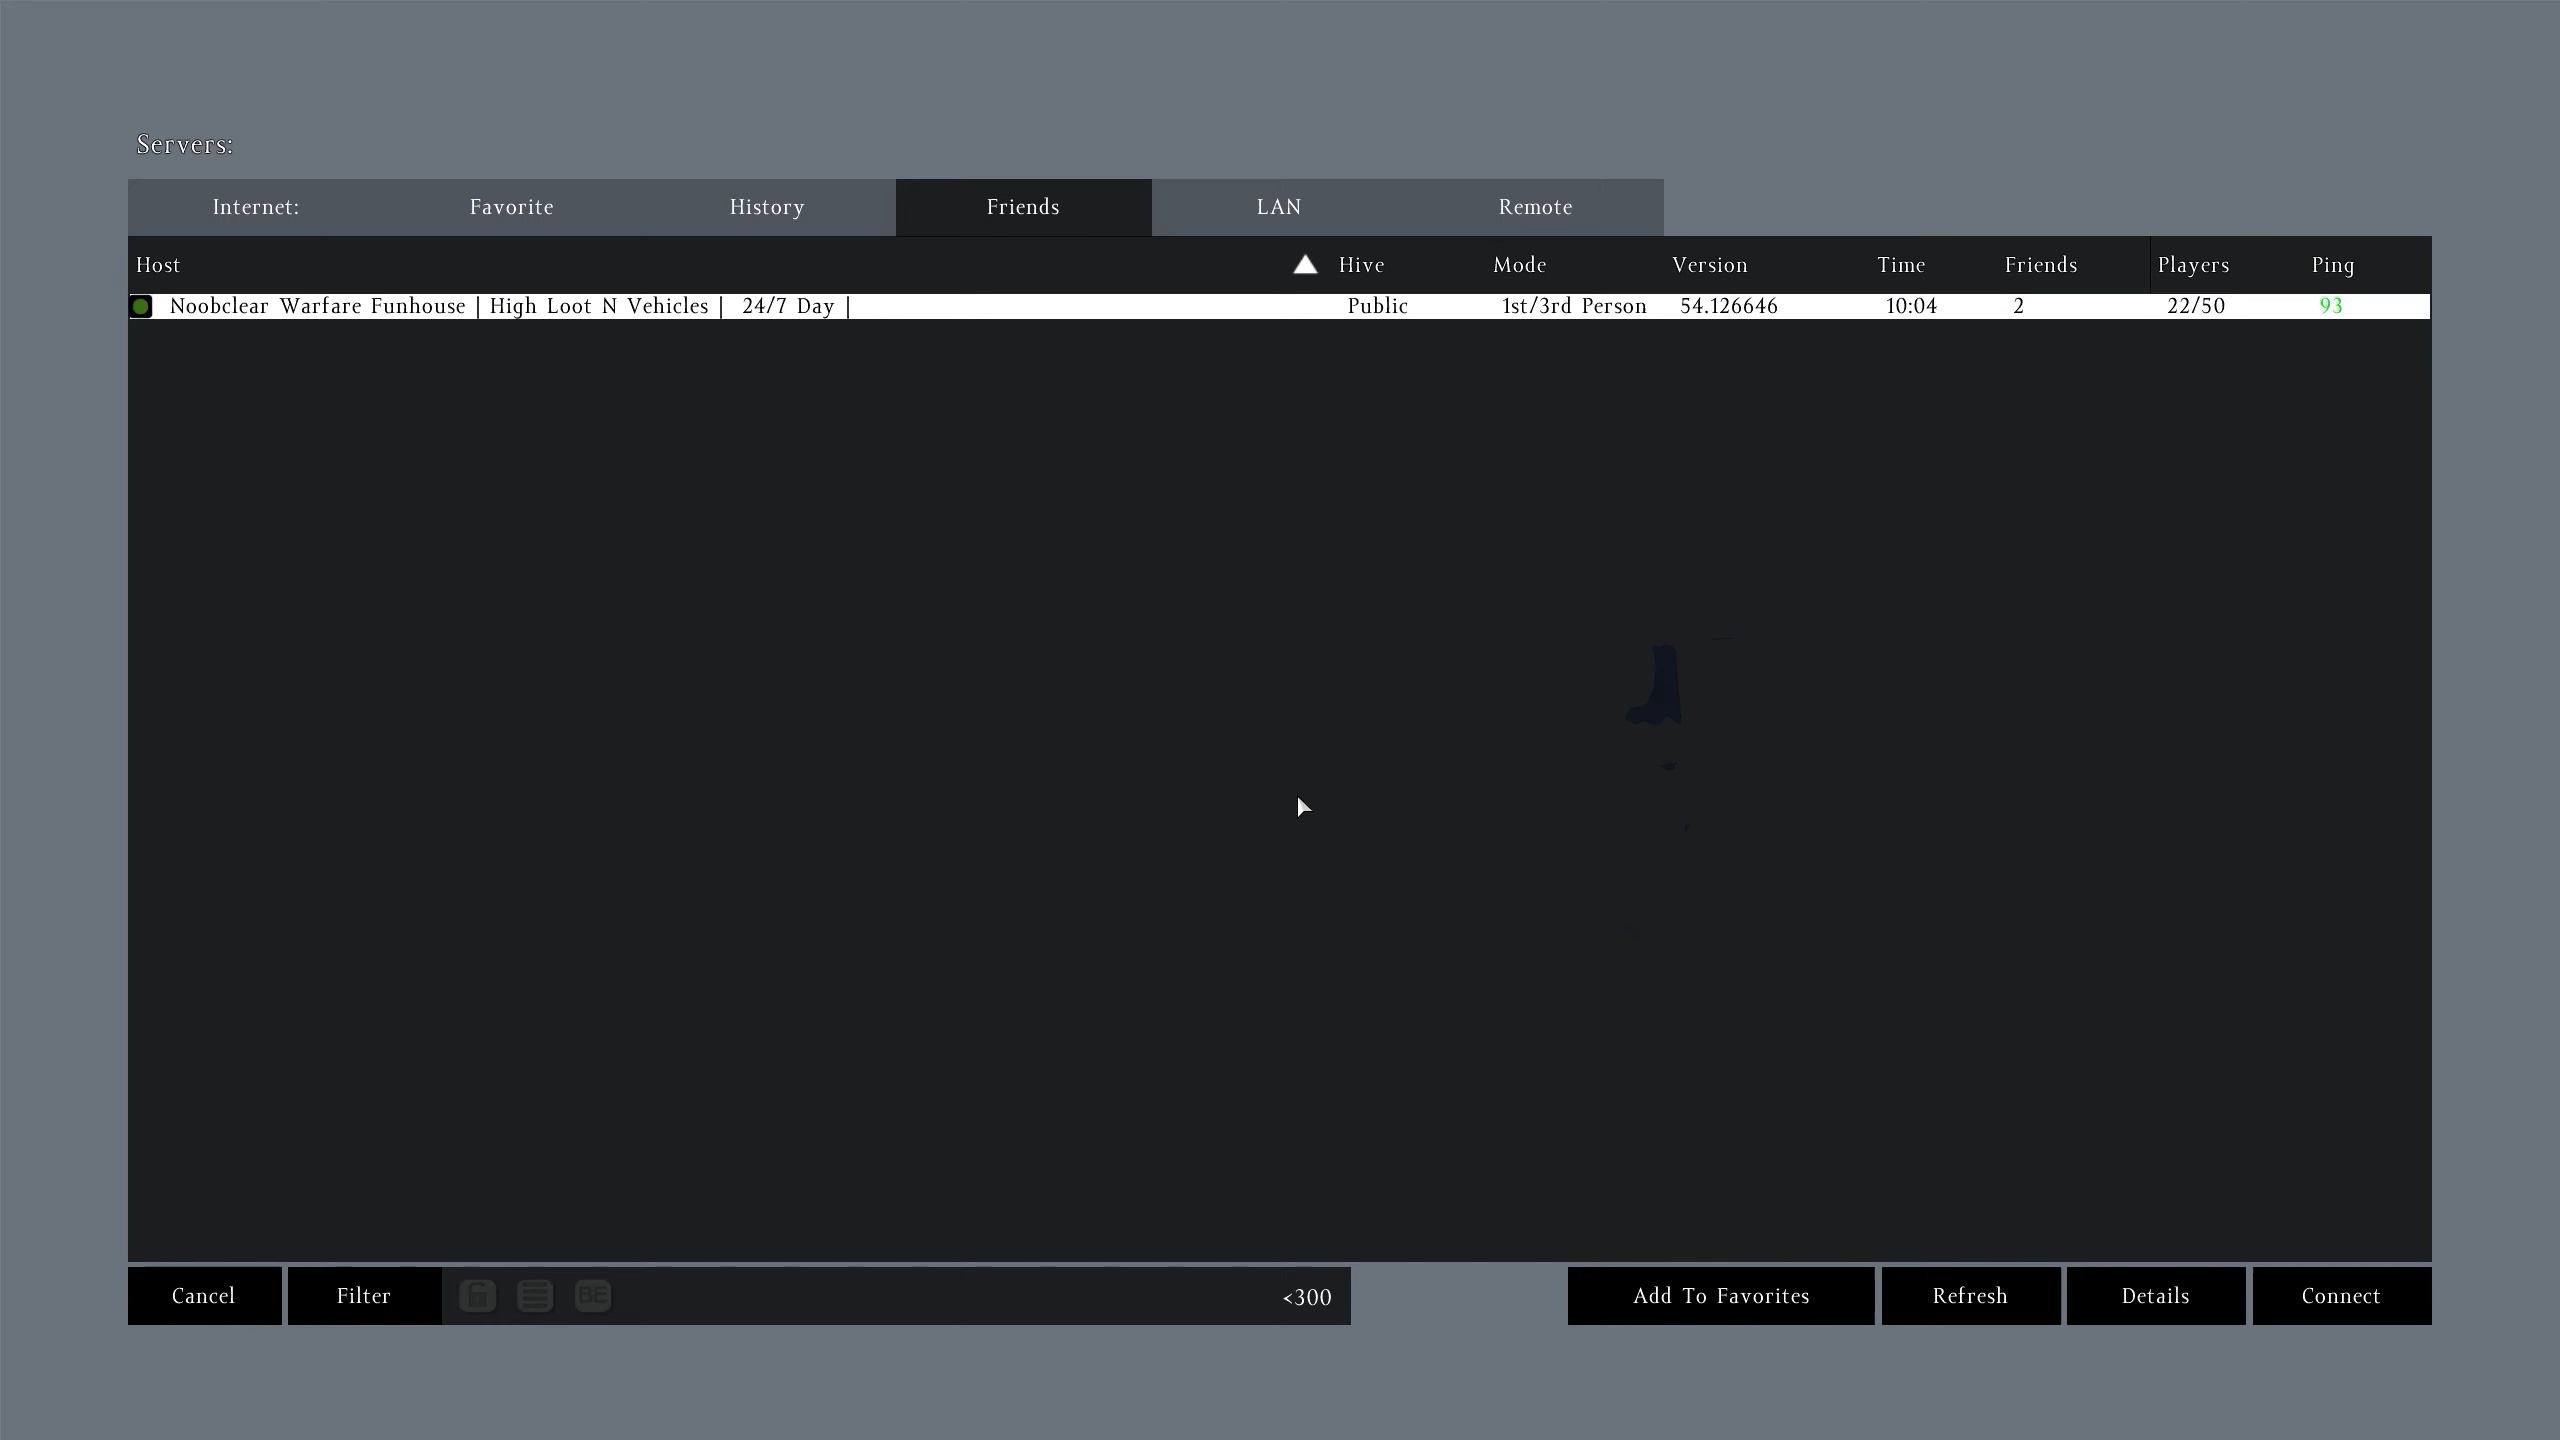 Servers:
Internet: Favorite History Friends LAN Remote
Host Hive Mode Version Time Friends Players Ping
Noobclear Warfare Funhouse | High Loot N Vehicles | 24/7 Day | Public 1st/3rd Person 54.126646 10:04 2 22/50 93
Cancel Filter BE <300 Add To Favorites Refresh Details Connect